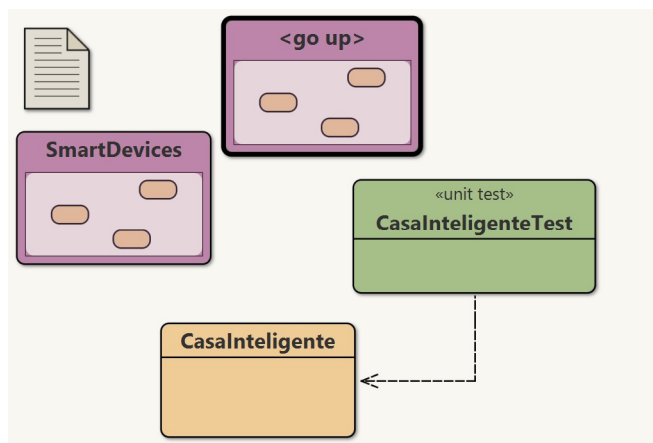 <go up>
SmartDevices
«unit test»
CasaInteligenteTest
CasaInteligente